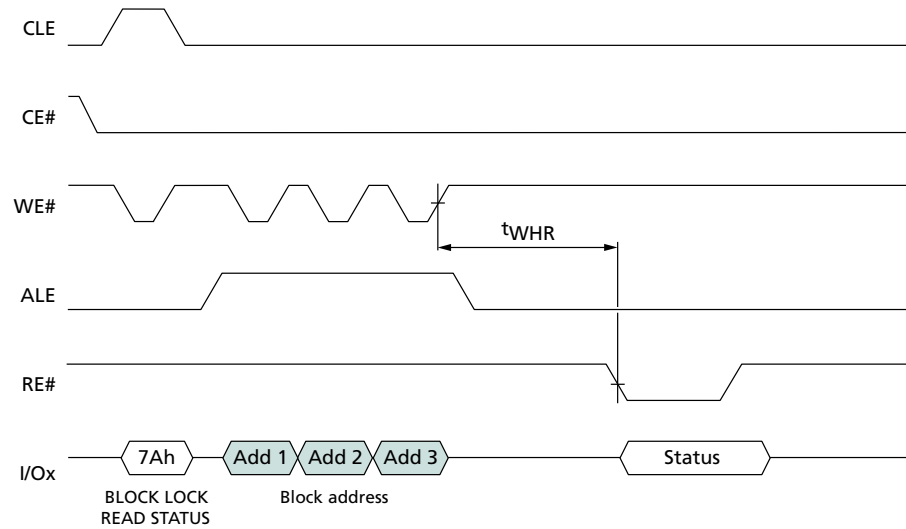 CLE
CE#
WE#
tWHR
ALE
RE#
I/Ox
7Ah
Add 1
Add 2
Add 3
Status
BLOCK LOCK
READ STATUS
Block address